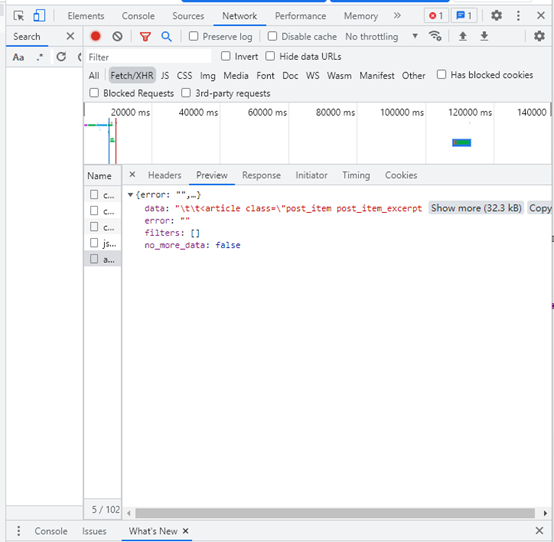 Elements Console Sources Network Performance Memory » 1 1
Search × Preserve log Disable cache No throttling
Aa .* Filter Invert Hide data URLs
All Fetch/XHR JS CSS Img Media Font Doc WS Wasm Manifest Other Has blocked cookies
Blocked Requests 3rd-party requests
20000 ms 40000 ms 60000 ms 80000 ms 100000 ms 120000 ms 140000
Name × Headers Preview Response Initiator Timing Cookies
c... ▼{error: "",…}
c... data: "\t\t<article class=\"post_item post_item_excerpt Show more (32.3 kB) Copy
c... error: ""
filters: []
js... no_more_data: false
a...
5 / 102
Console Issues What's New ×